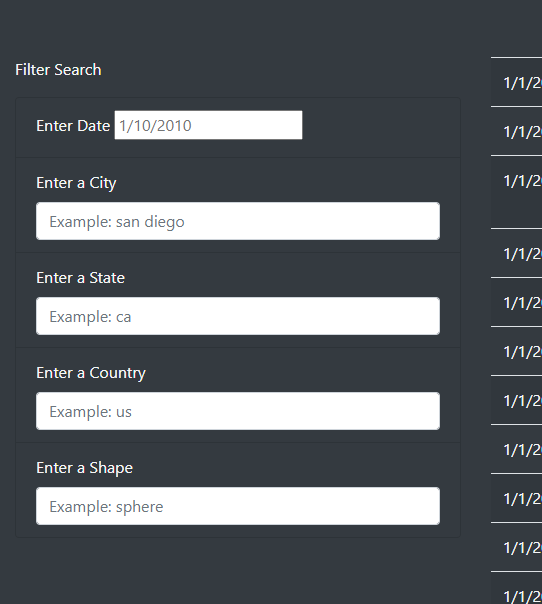 Filter Search
Enter Date 1/10/2010
Enter a City
Example: san diego
Enter a State
Example: ca
Enter a Country
Example: us
Enter a Shape
Example: sphere
1/1/2
1/1/2
1/1/2
1/1/2
1/1/2
1/1/2
1/1/2
1/1/2
1/1/2
1/1/2
1/1/2